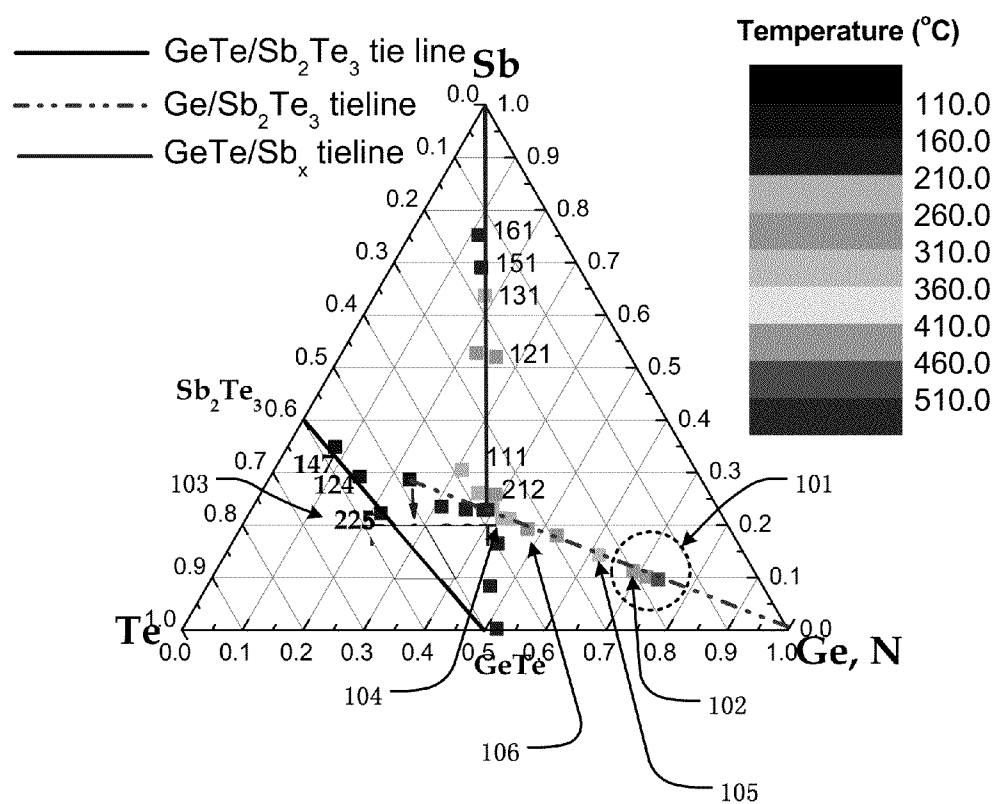 GeTe/Sb₂Te₃ tie line
Ge/Sb₂Te₃ tieline
GeTe/Sbₓ tieline
Temperature (°C)
110.0
160.0
210.0
260.0
310.0
360.0
410.0
460.0
510.0
Sb
0.0 1.0
0.1 0.9
0.2 0.8
161
0.3 151 0.7
131
0.4 0.6
121
0.5 0.5
Sb₂Te₃ 0.6 0.4
147 111
0.7 124 0.3
103 212 101
0.8 225 0.2
0.9 0.1
Te 1.0 0.0 Ge, N
0.0 0.1 0.2 0.3 0.4 0.5 0.6 0.7 0.8 0.9 1.0
GeTe
104 102
106
105